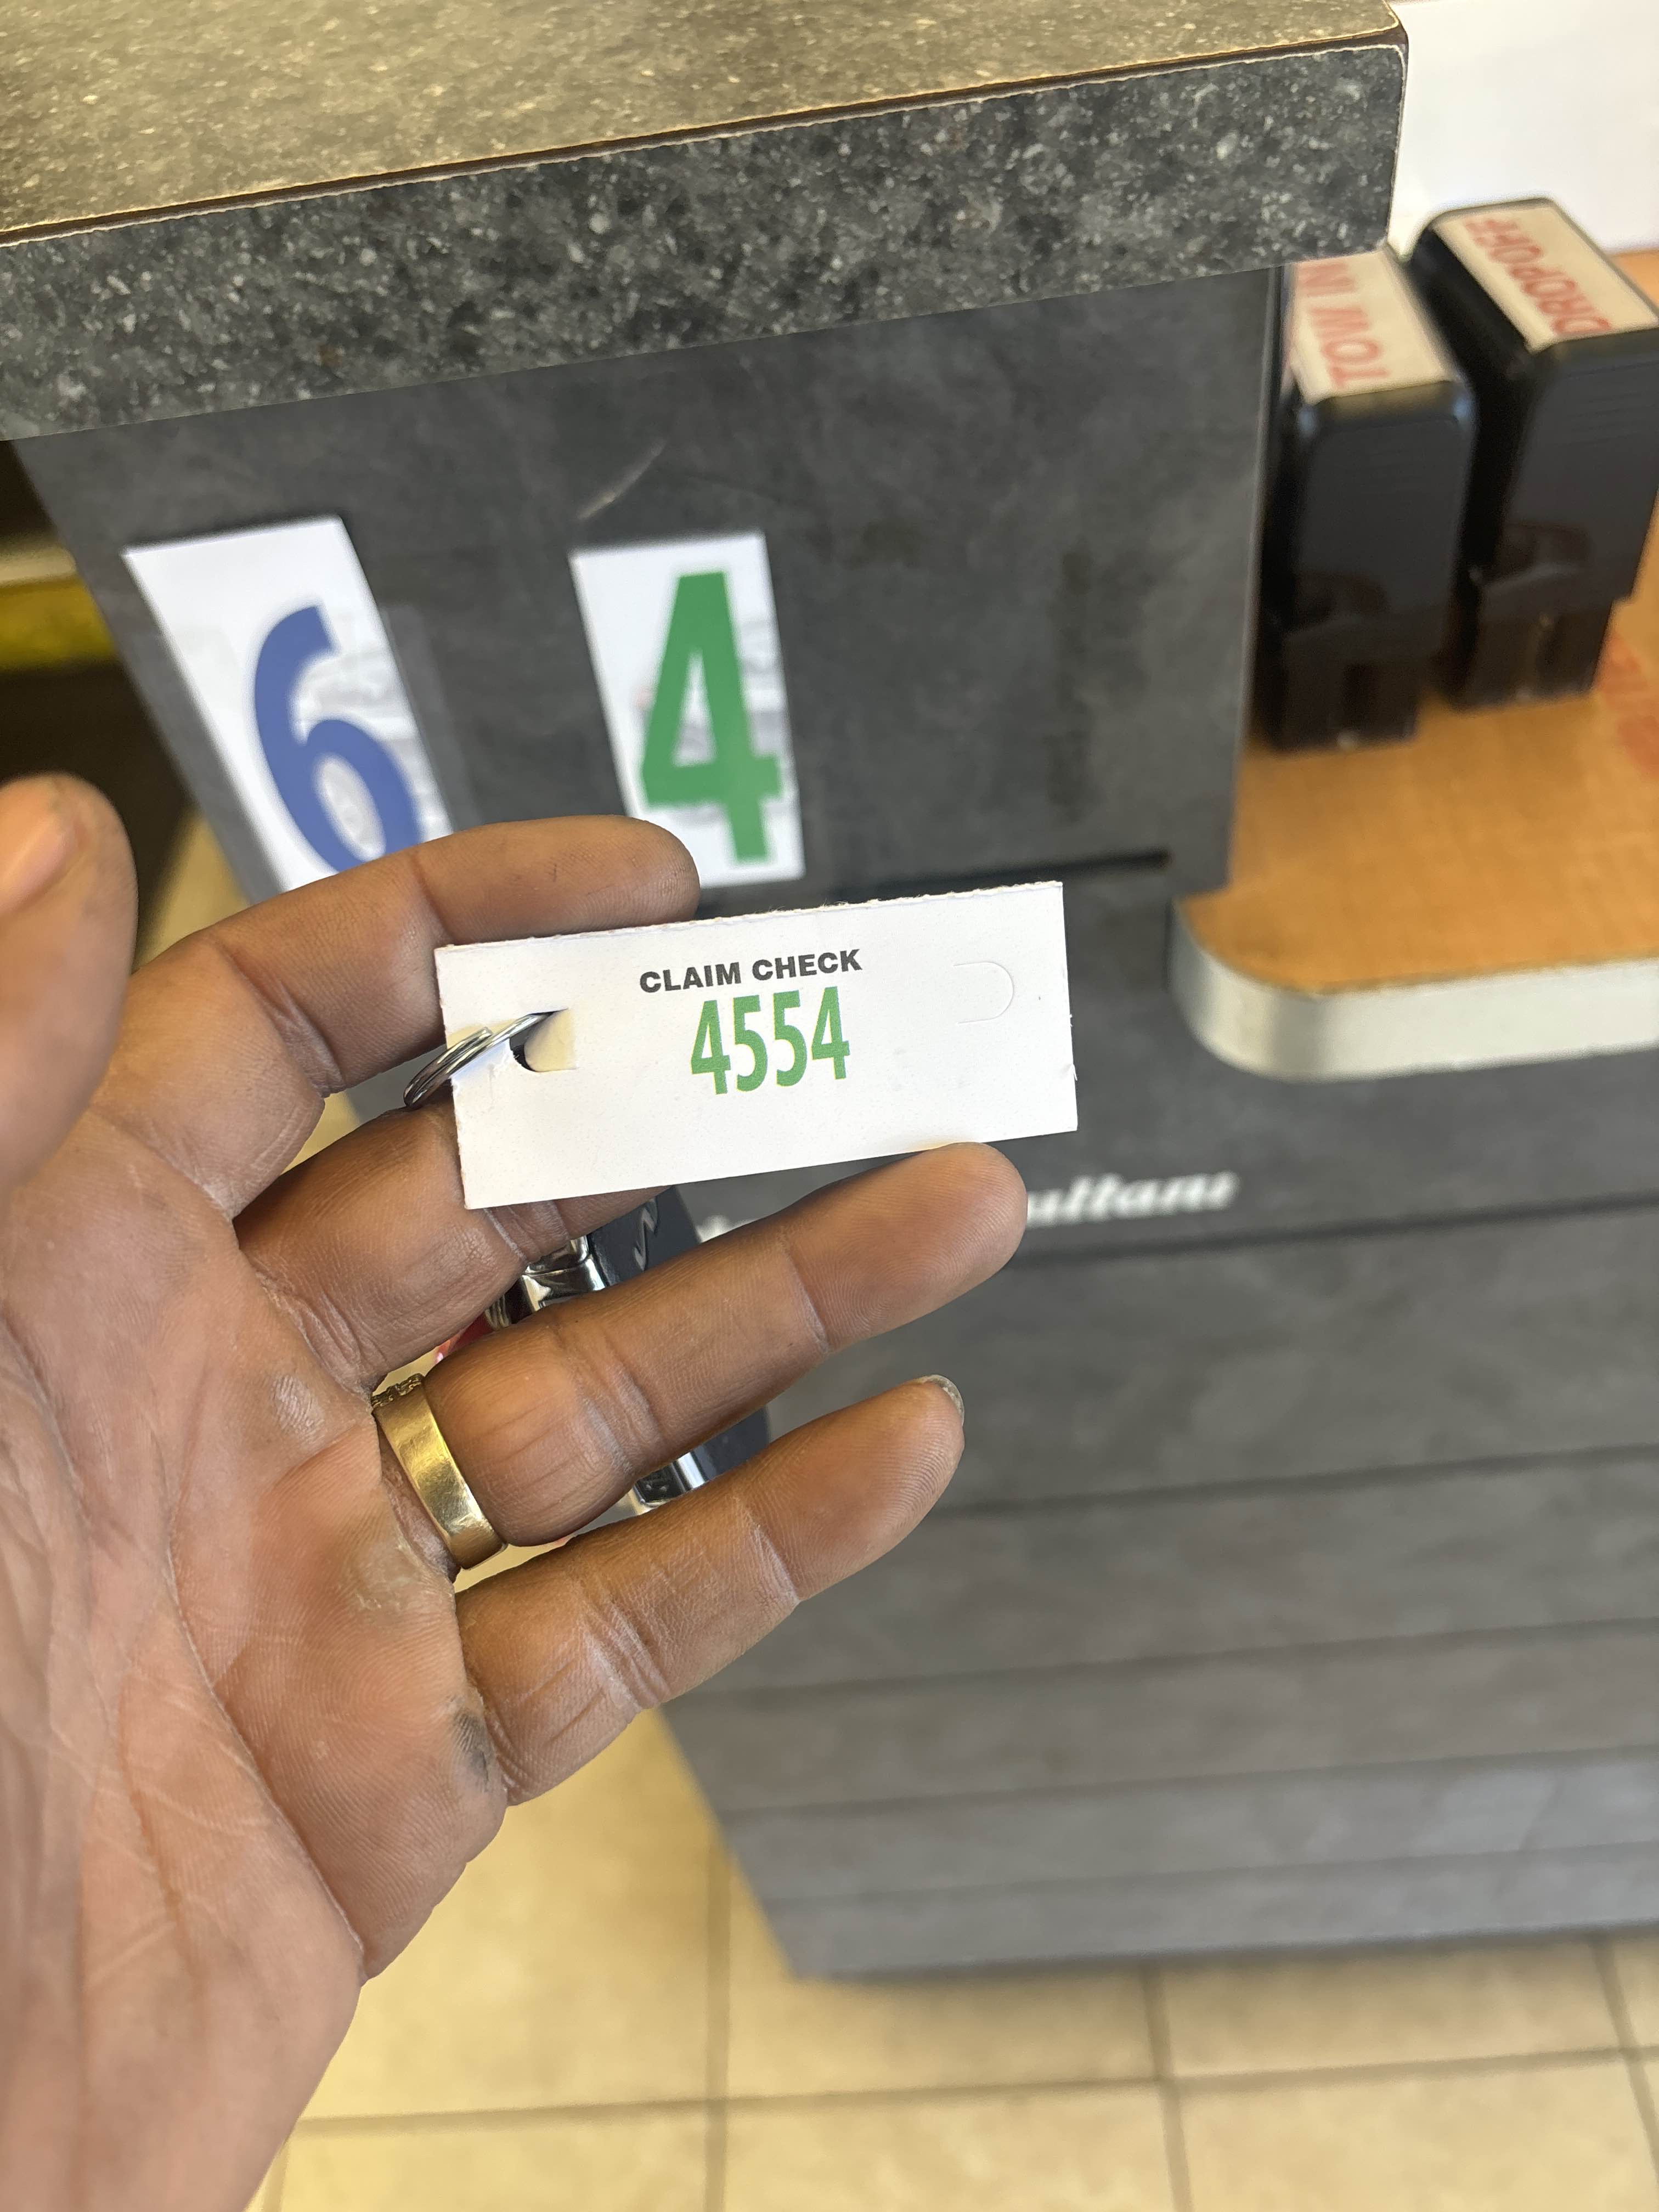 TOW IN
DROPOFF
6
4
CLAIM CHECK
4554